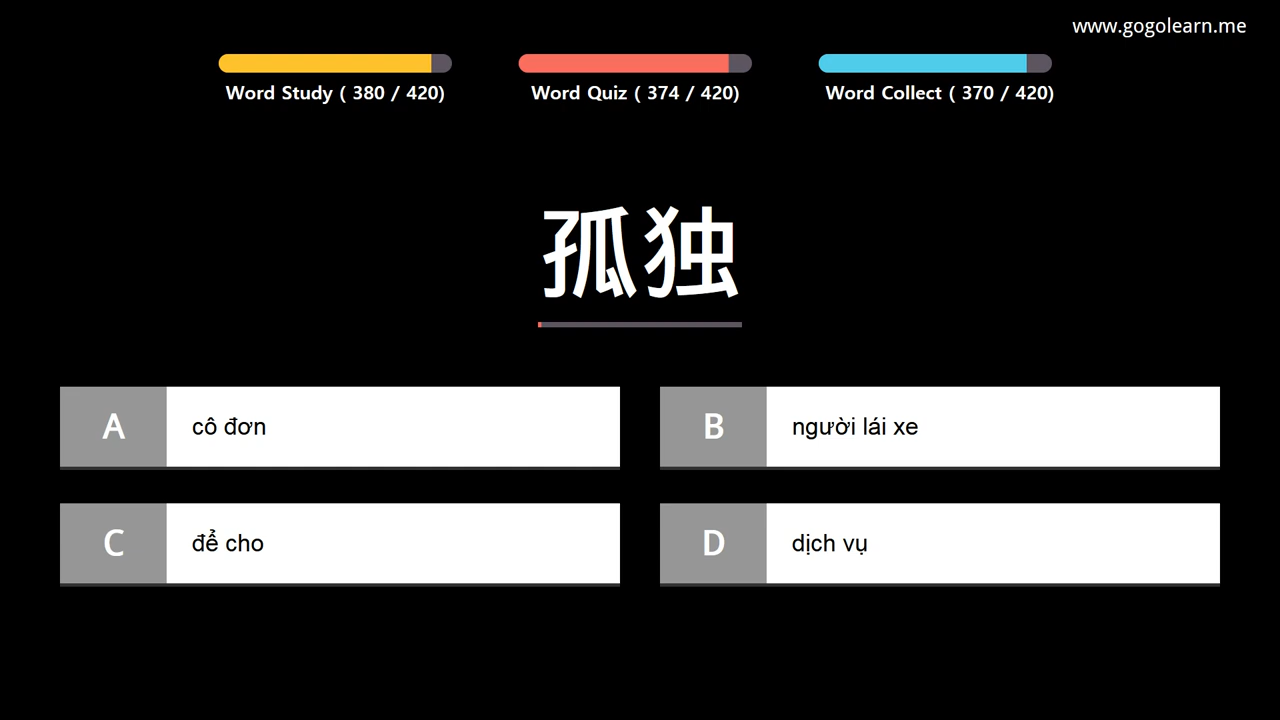 www.gogolearn.me
Word Study ( 380 / 420)
Word Quiz ( 374 / 420)
Word Collect ( 370 / 420)
孤独
A cô đơn
B người lái xe
C để cho
D dịch vụ